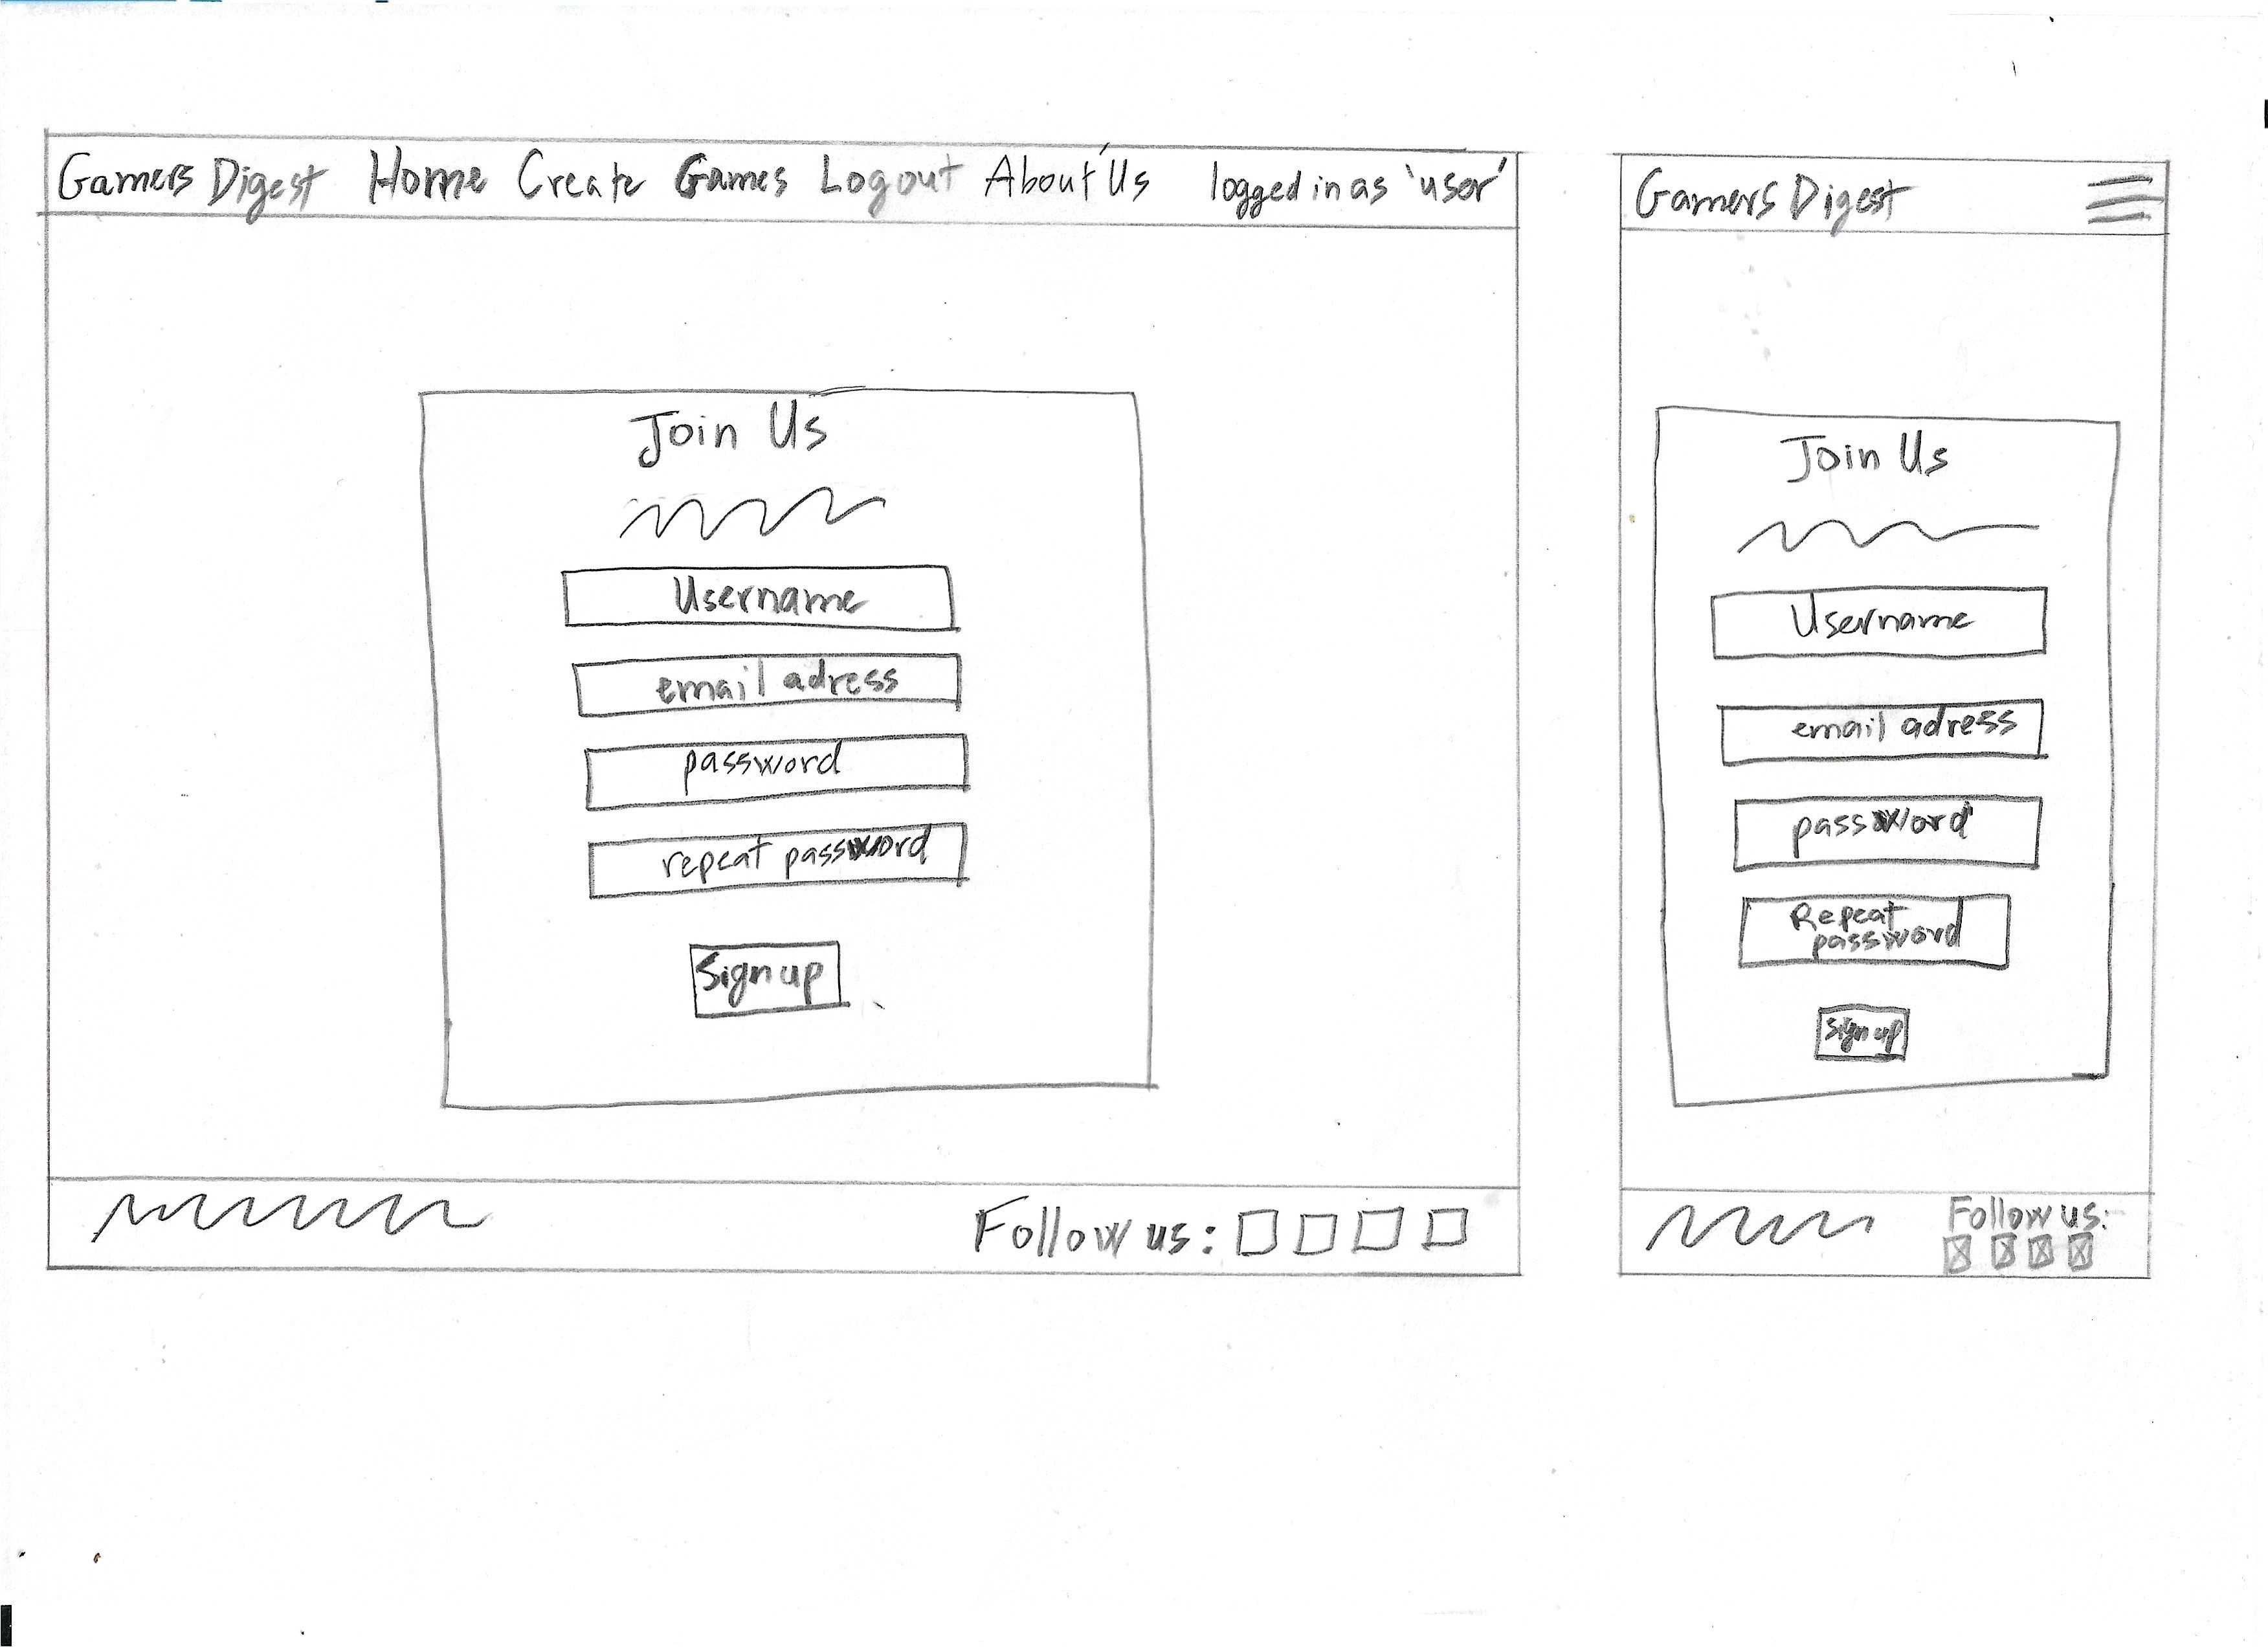 Gamers Digest Home Create Games Logout About Us logged in as 'user'
Join Us
Username
email adress
password
repeat password
Sign up
Follow us:
Gamers Digest
Join Us
Username
email adress
password
Repeat
password
Sign up
Follow us: